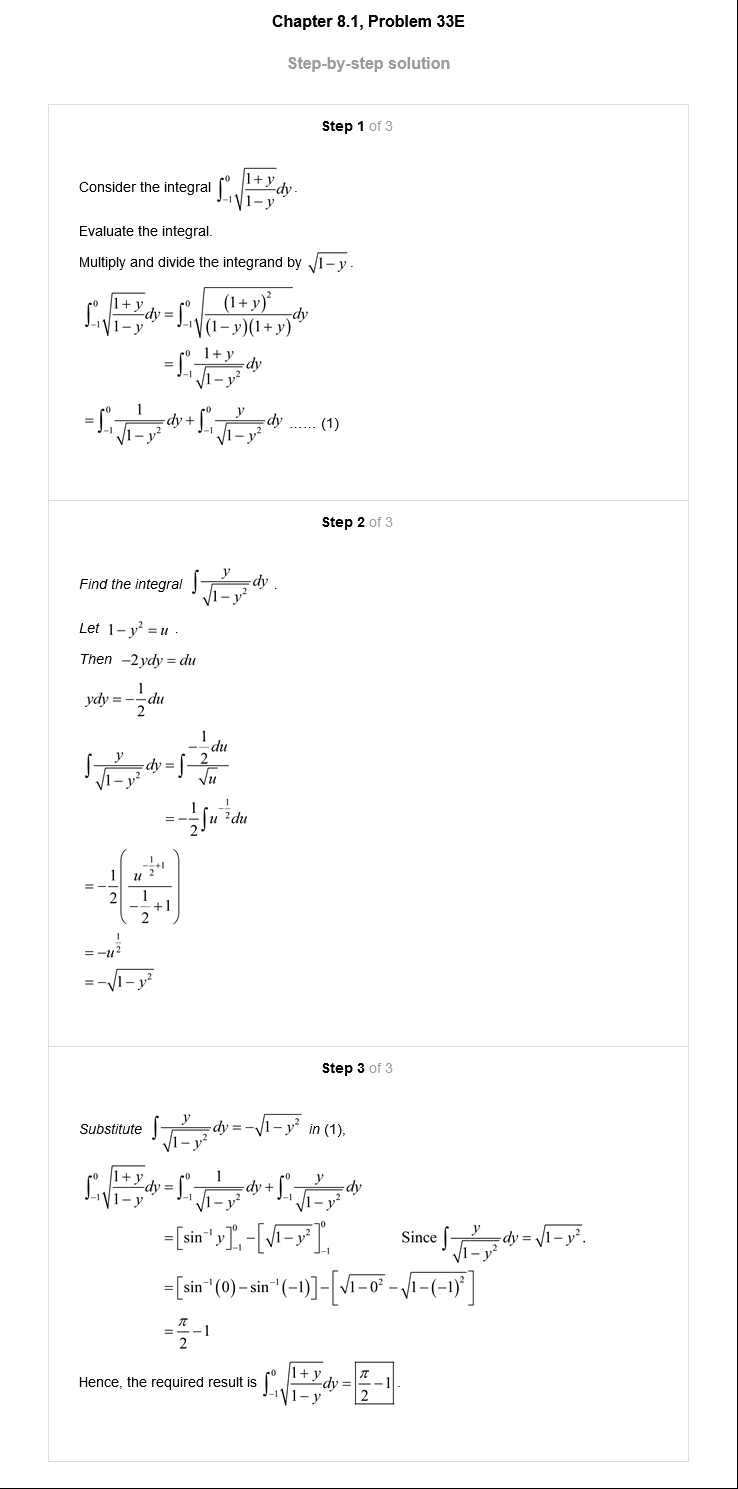 Chapter 8.1, Problem 33E
Step-by-step solution
Step 1 of 3
Consider the integral $\int_{-1}^{0} \sqrt{\frac{1+y}{1-y}} dy$.
Evaluate the integral.
Multiply and divide the integrand by $\sqrt{1-y}$.
$\int_{-1}^{0} \sqrt{\frac{1+y}{1-y}} dy = \int_{-1}^{0} \sqrt{\frac{(1+y)^2}{(1-y)(1+y)}} dy$
$= \int_{-1}^{0} \frac{1+y}{\sqrt{1-y^2}} dy$
$= \int_{-1}^{0} \frac{1}{\sqrt{1-y^2}} dy + \int_{-1}^{0} \frac{y}{\sqrt{1-y^2}} dy$ ...... (1)
Step 2 of 3
Find the integral $\int \frac{y}{\sqrt{1-y^2}} dy$.
Let $1-y^2 = u$.
Then $-2ydy = du$
$ydy = -\frac{1}{2} du$
$\int \frac{y}{\sqrt{1-y^2}} dy = \int \frac{-\frac{1}{2} du}{\sqrt{u}}$
$= -\frac{1}{2} \int u^{-\frac{1}{2}} du$
$= -\frac{1}{2} \left( \frac{u^{-\frac{1}{2}+1}}{-\frac{1}{2}+1} \right)$
$= -u^{\frac{1}{2}}$
$= -\sqrt{1-y^2}$
Step 3 of 3
Substitute $\int \frac{y}{\sqrt{1-y^2}} dy = -\sqrt{1-y^2}$ in (1),
$\int_{-1}^{0} \sqrt{\frac{1+y}{1-y}} dy = \int_{-1}^{0} \frac{1}{\sqrt{1-y^2}} dy + \int_{-1}^{0} \frac{y}{\sqrt{1-y^2}} dy$
$= \left[ \sin^{-1} y \right]_{-1}^{0} - \left[ \sqrt{1-y^2} \right]_{-1}^{0}$ Since $\int \frac{y}{\sqrt{1-y^2}} dy = \sqrt{1-y^2}$.
$= \left[ \sin^{-1}(0) - \sin^{-1}(-1) \right] - \left[ \sqrt{1-0^2} - \sqrt{1-(-1)^2} \right]$
$= \frac{\pi}{2} - 1$
Hence, the required result is $\int_{-1}^{0} \sqrt{\frac{1+y}{1-y}} dy = \boxed{\frac{\pi}{2} - 1}$.